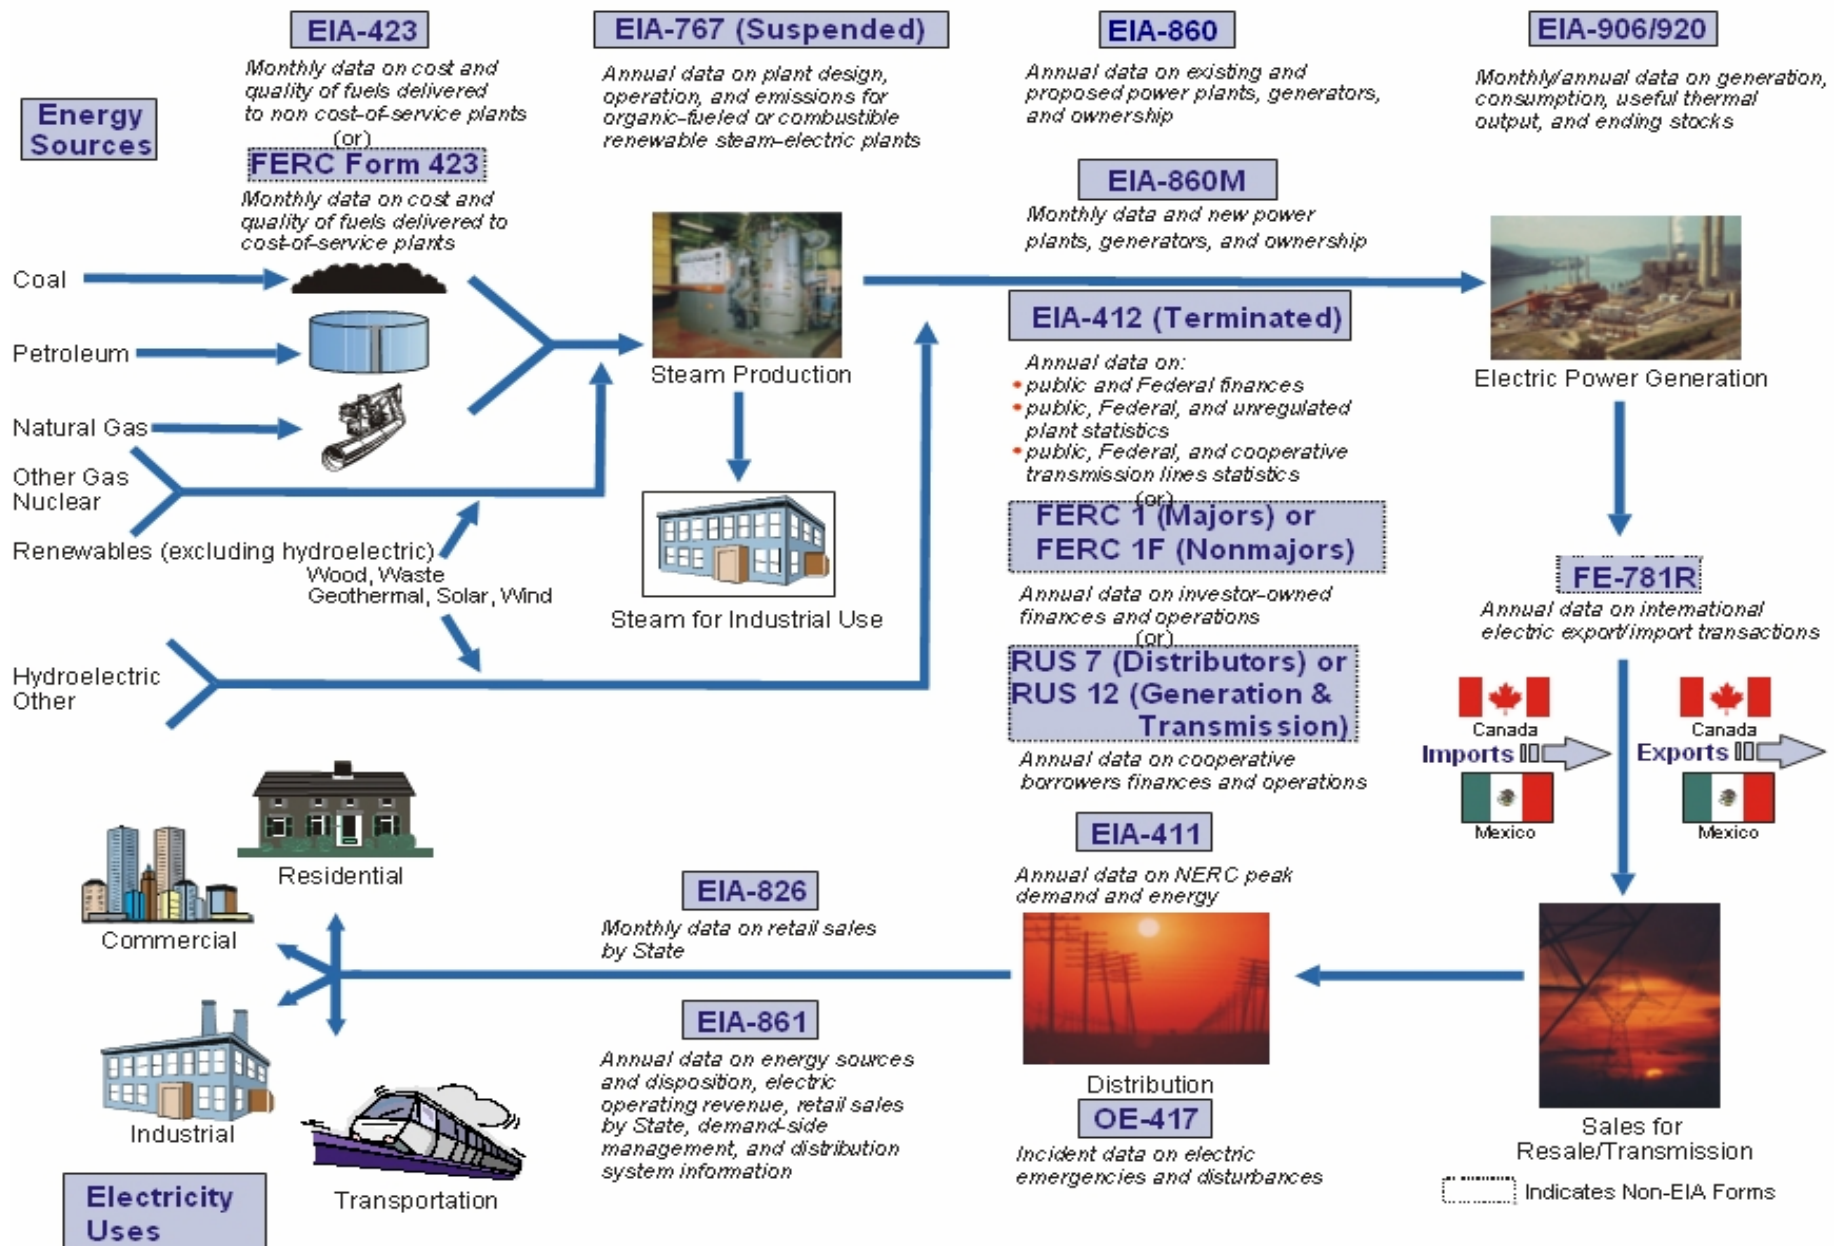 EIA-423
Monthly data on cost and
quality of fuels delivered
to non cost-of-service plants
(or)
FERC Form 423
Monthly data on cost and
quality of fuels delivered to
cost-of-service plants
EIA-767 (Suspended)
Annual data on plant design,
operation, and emissions for
organic-fueled or combustible
renewable steam-electric plants
EIA-860
Annual data on existing and
proposed power plants, generators,
and ownership
EIA-860M
Monthly data and new power
plants, generators, and ownership
EIA-906/920
Monthly/annual data on generation,
consumption, useful thermal
output, and ending stocks
Energy
Sources
Coal
Petroleum
Natural Gas
Other Gas
Nuclear
Renewables (excluding hydroelectric)
Wood, Waste
Geothermal, Solar, Wind
Hydroelectric
Other
Steam Production
Steam for Industrial Use
EIA-412 (Terminated)
Annual data on:
• public and Federal finances
• public, Federal, and unregulated
plant statistics
• public, Federal, and cooperative
transmission lines statistics
(or)
FERC 1 (Majors) or
FERC 1F (Nonmajors)
Annual data on investor-owned
finances and operations
(or)
RUS 7 (Distributors) or
RUS 12 (Generation &
Transmission)
Annual data on cooperative
borrowers finances and operations
Electric Power Generation
FE-781R
Annual data on international
electric export/import transactions
Canada
Imports
Mexico
Canada
Exports
Mexico
EIA-411
Annual data on NERC peak
demand and energy
Distribution
OE-417
Incident data on electric
emergencies and disturbances
Sales for
Resale/Transmission
Indicates Non-EIA Forms
EIA-826
Monthly data on retail sales
by State
EIA-861
Annual data on energy sources
and disposition, electric
operating revenue, retail sales
by State, demand-side
management, and distribution
system information
Residential
Commercial
Industrial
Transportation
Electricity
Uses